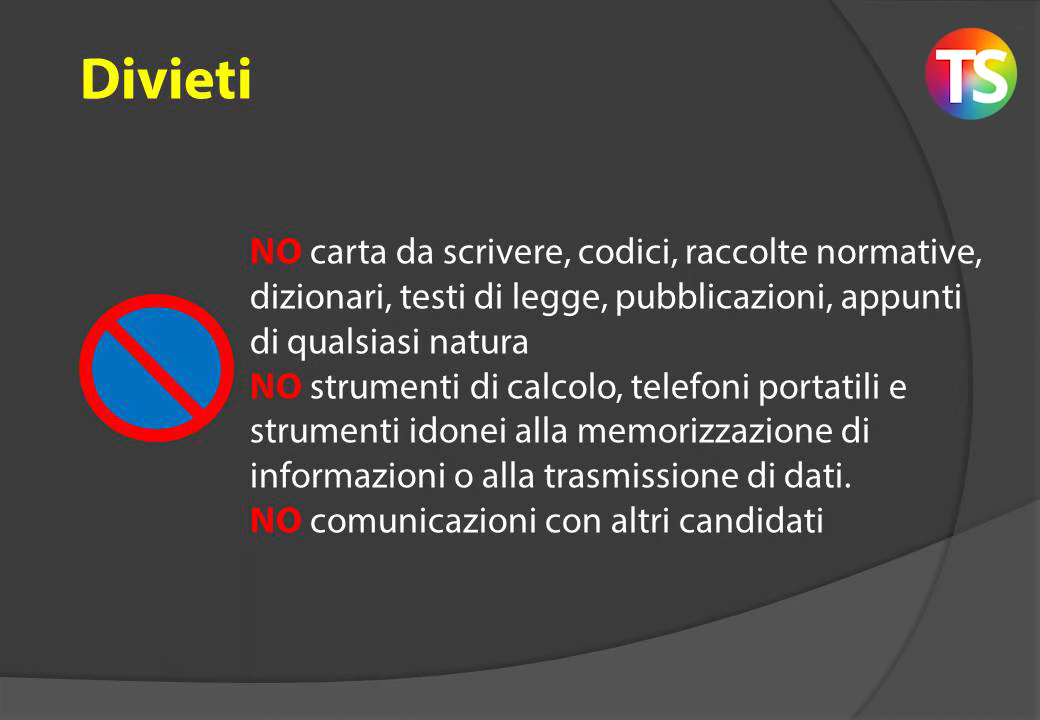 Divieti
TS
NO carta da scrivere, codici, raccolte normative,
dizionari, testi di legge, pubblicazioni, appunti
di qualsiasi natura
NO strumenti di calcolo, telefoni portatili e
strumenti idonei alla memorizzazione di
informazioni o alla trasmissione di dati.
NO comunicazioni con altri candidati